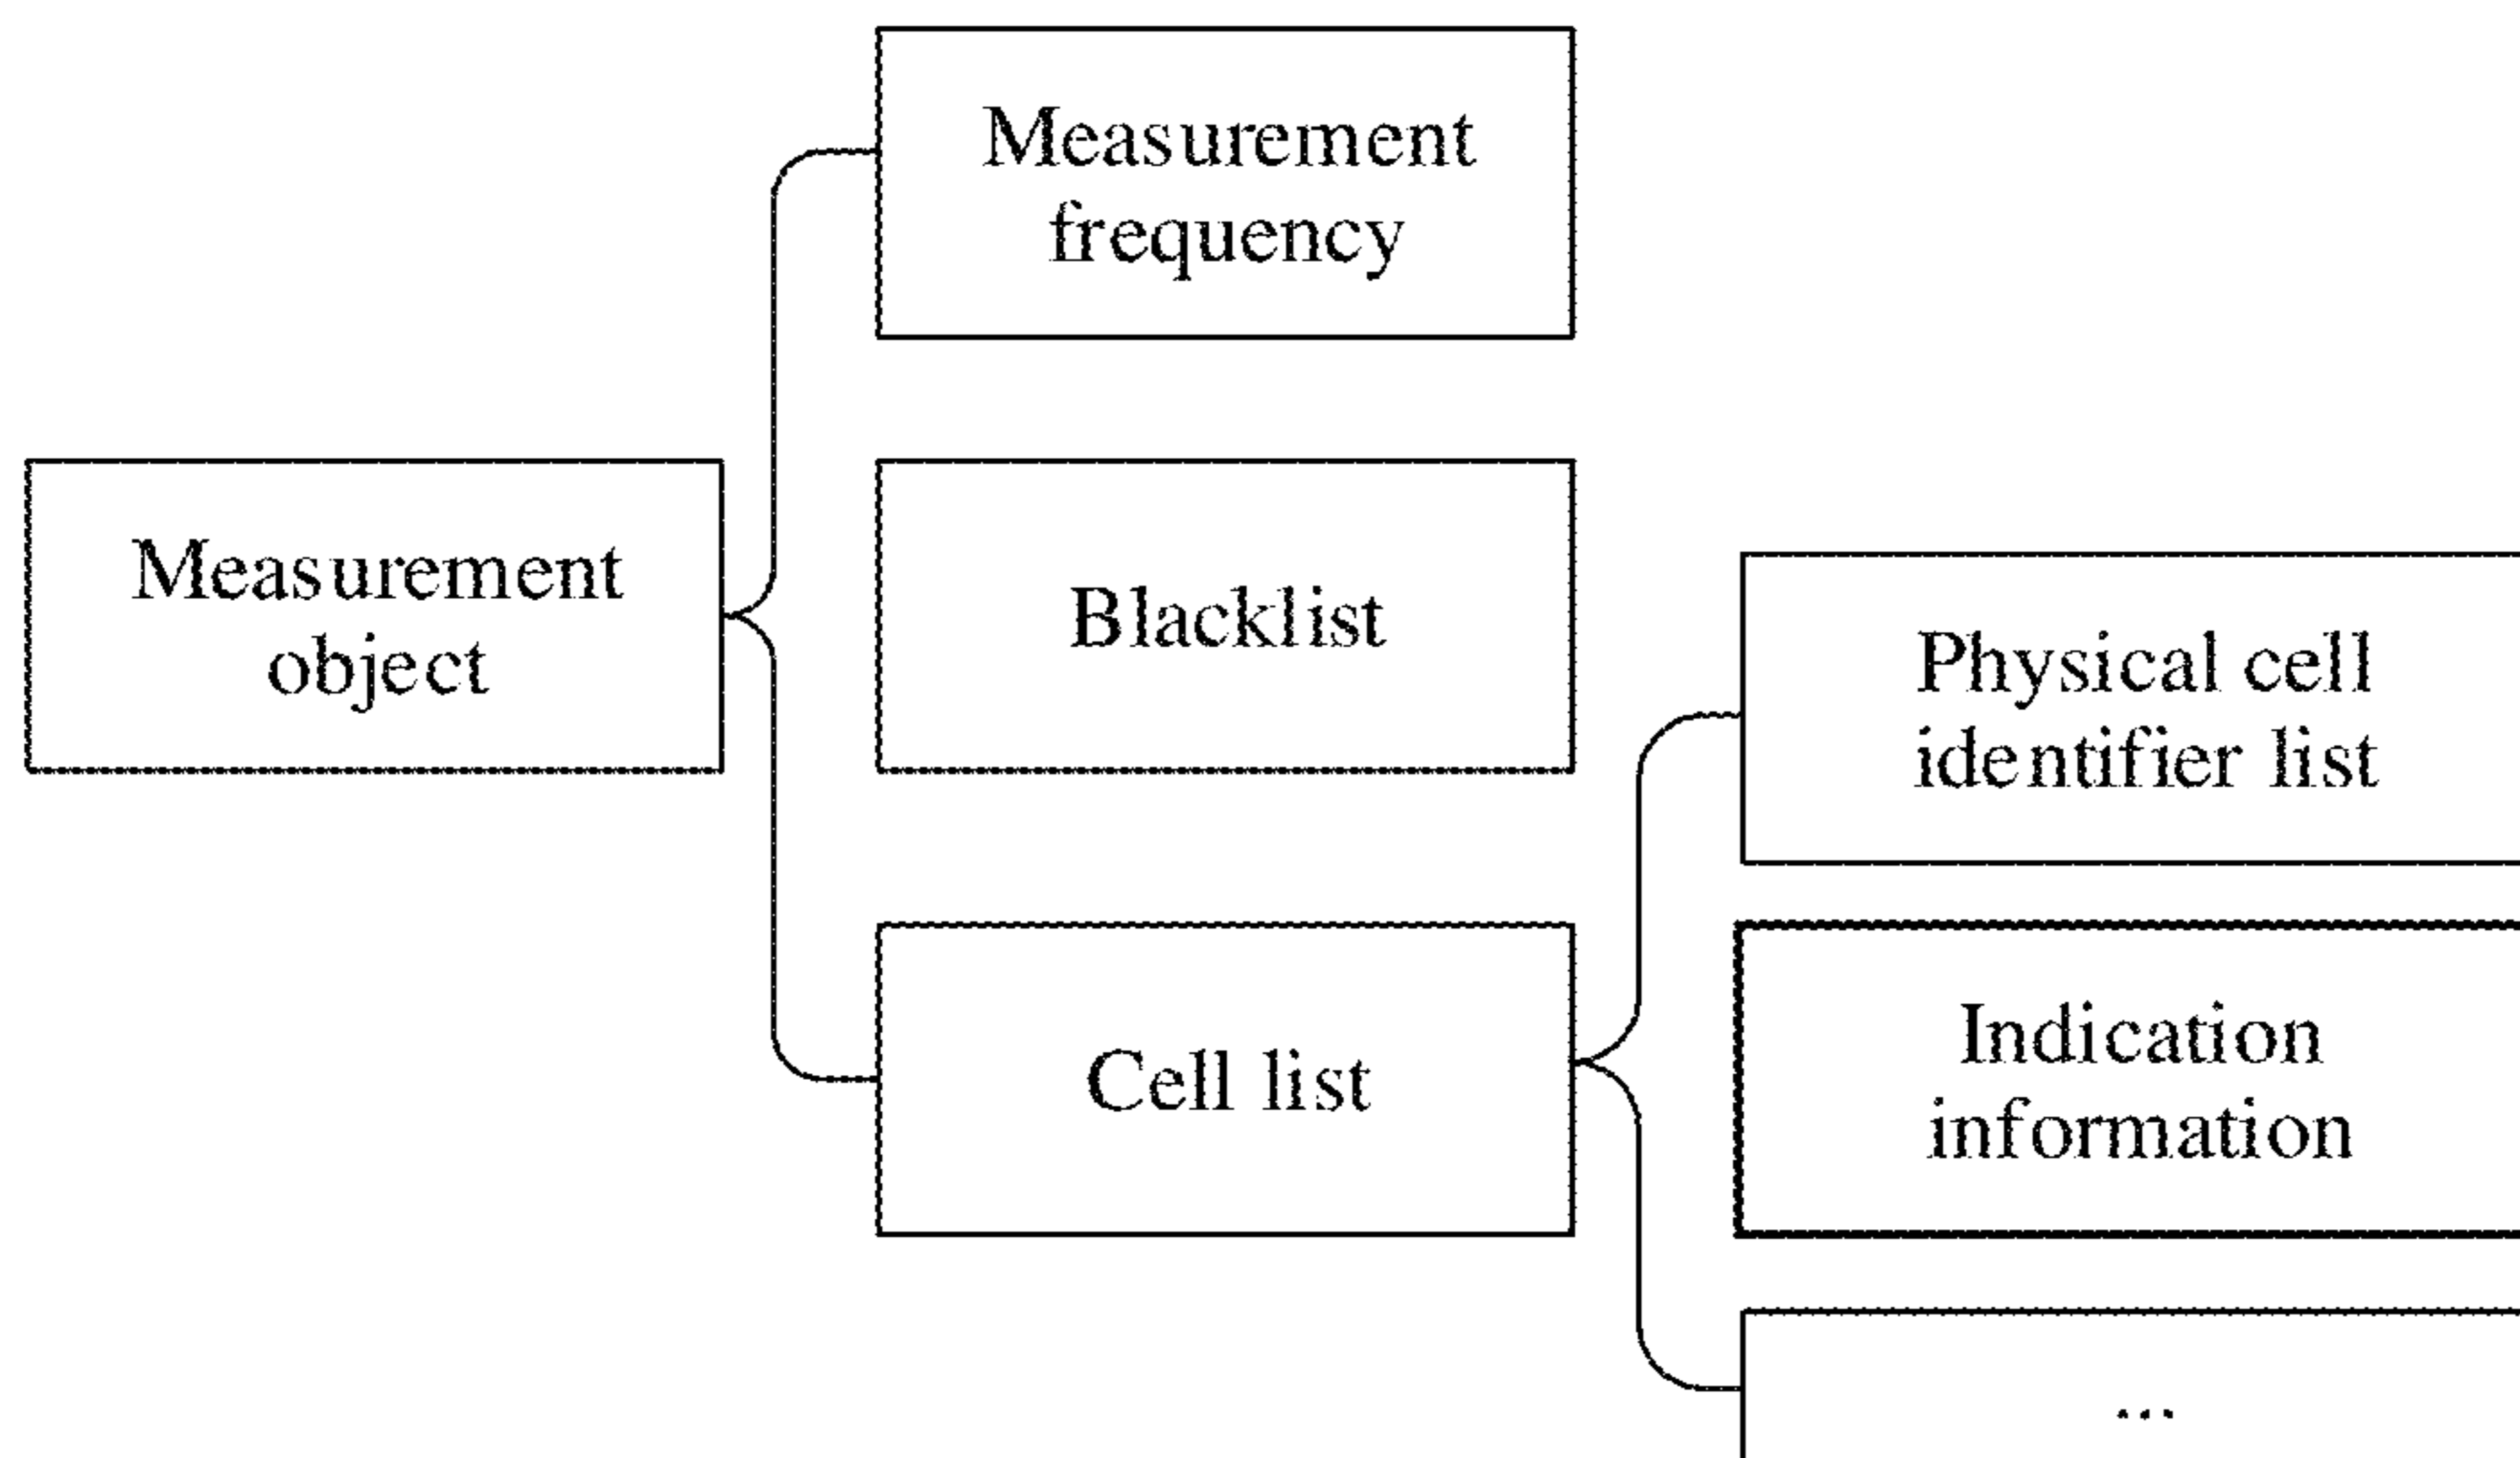 Measurement
frequency
Measurement
object
Blacklist
Physical cell
identifier list
Cell list
Indication
information
...